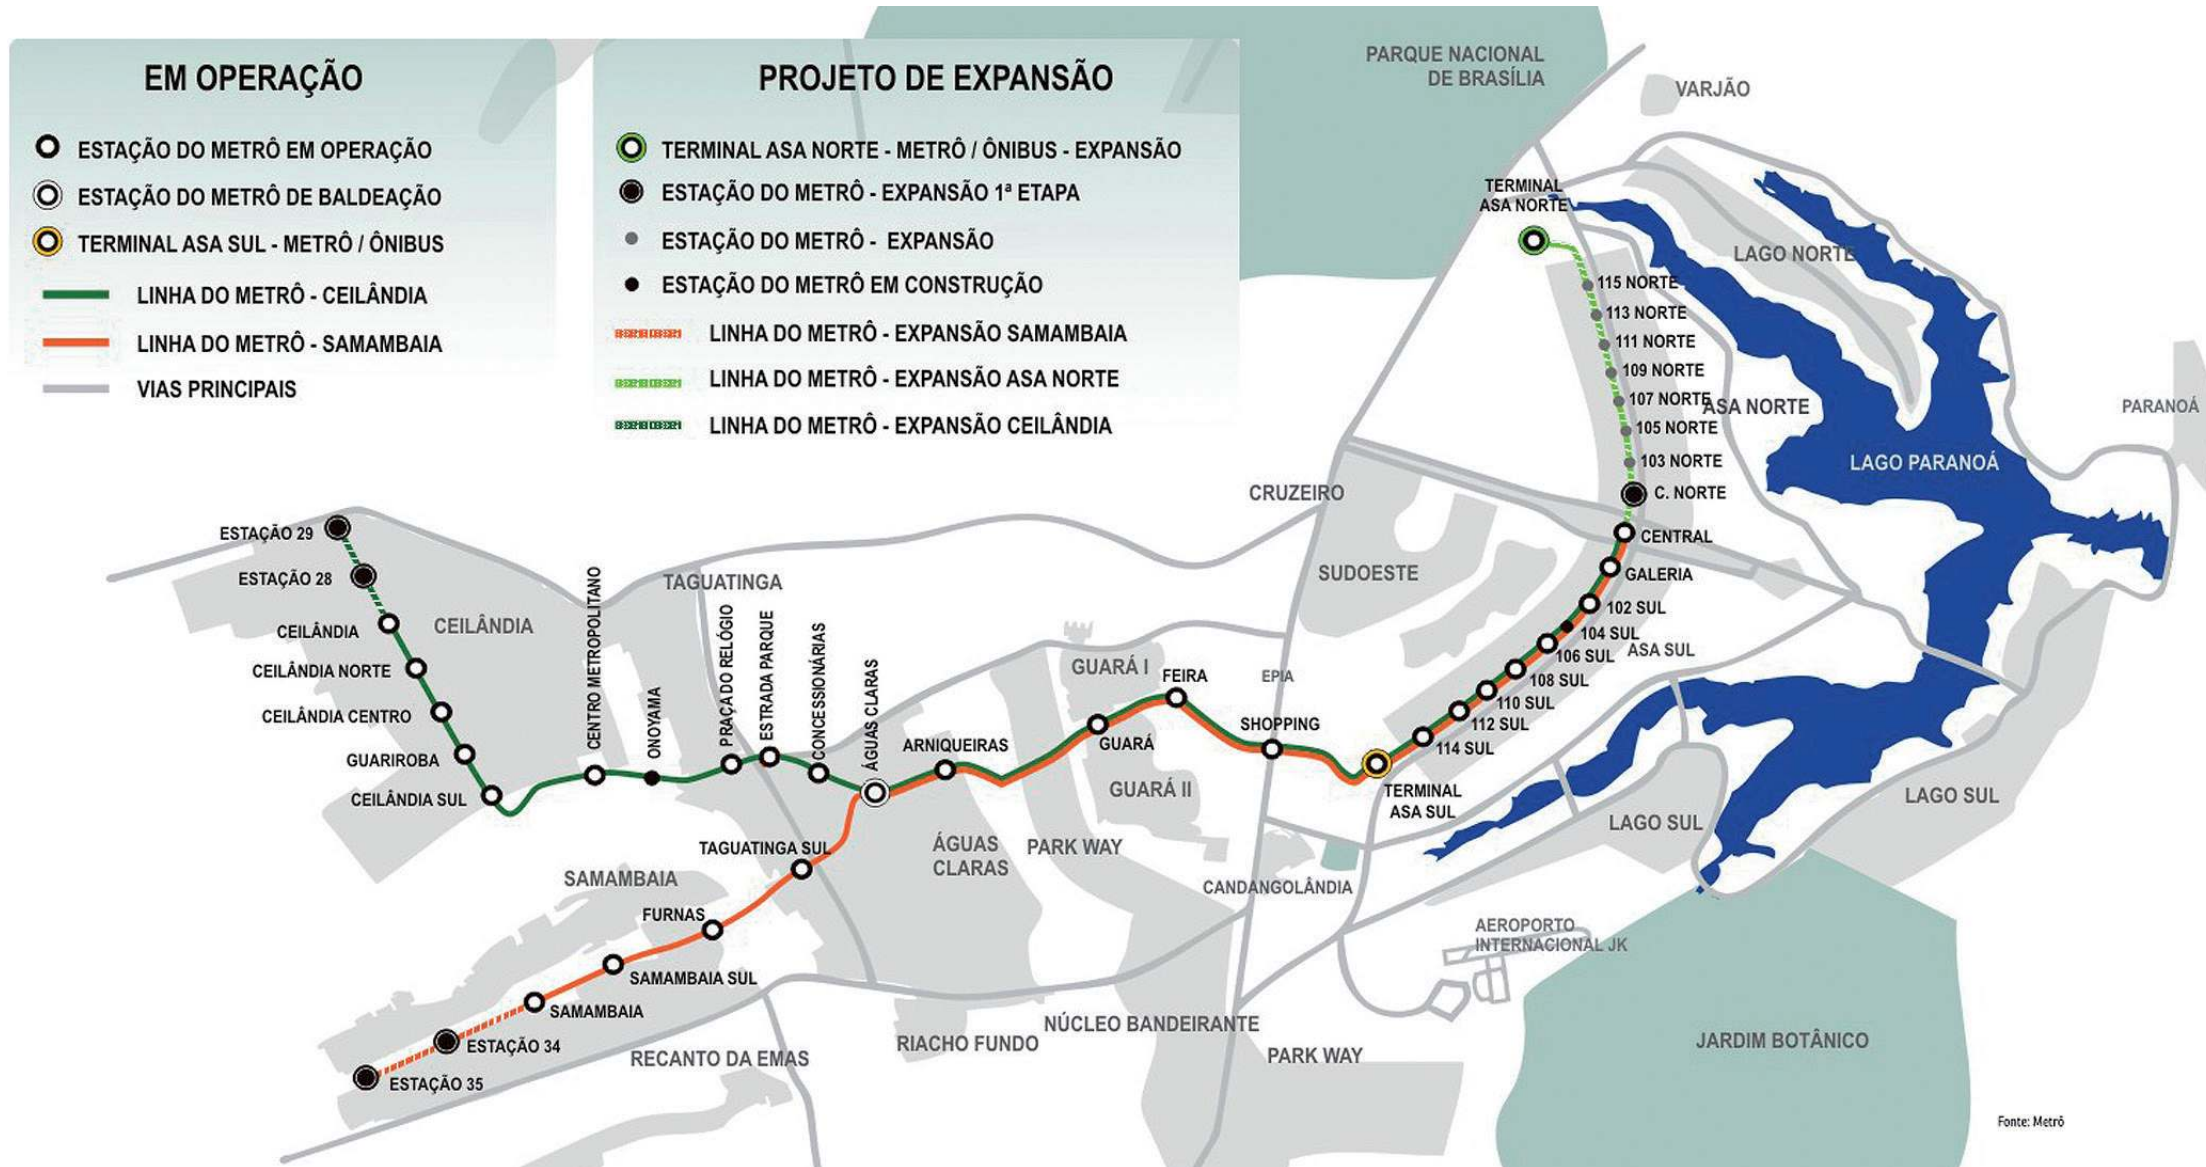 EM OPERAÇÃO
ESTAÇÃO DO METRÔ EM OPERAÇÃO
ESTAÇÃO DO METRÔ DE BALDEAÇÃO
TERMINAL ASA SUL - METRÔ / ÔNIBUS
LINHA DO METRÔ - CEILÂNDIA
LINHA DO METRÔ - SAMAMBAIA
VIAS PRINCIPAIS
PROJETO DE EXPANSÃO
TERMINAL ASA NORTE - METRÔ / ÔNIBUS - EXPANSÃO
ESTAÇÃO DO METRÔ - EXPANSÃO 1ª ETAPA
ESTAÇÃO DO METRÔ - EXPANSÃO
ESTAÇÃO DO METRÔ EM CONSTRUÇÃO
LINHA DO METRÔ - EXPANSÃO SAMAMBAIA
LINHA DO METRÔ - EXPANSÃO ASA NORTE
LINHA DO METRÔ - EXPANSÃO CEILÂNDIA
PARQUE NACIONAL
DE BRASÍLIA
VARJÃO
TERMINAL
ASA NORTE
LAGO NORTE
115 NORTE
113 NORTE
111 NORTE
109 NORTE
107 NORTE
ASA NORTE
105 NORTE
103 NORTE
C. NORTE
PARANOÁ
LAGO PARANOÁ
CRUZEIRO
CENTRAL
GALERIA
SUDOESTE
102 SUL
104 SUL
ASA SUL
106 SUL
108 SUL
110 SUL
112 SUL
114 SUL
ESTAÇÃO 29
ESTAÇÃO 28
CEILÂNDIA
CEILÂNDIA
CEILÂNDIA NORTE
CEILÂNDIA CENTRO
GUARIROBA
CEILÂNDIA SUL
TAGUATINGA
CENTRO METROPOLITANO
ONOYAMA
PRAÇA DO RELÓGIO
ESTRADA PARQUE
CONCESSIONÁRIAS
ÁGUAS CLARAS
ARNIQUEIRAS
GUARÁ I
GUARÁ
FEIRA
EPIA
SHOPPING
GUARÁ II
TERMINAL
ASA SUL
LAGO SUL
LAGO SUL
TAGUATINGA SUL
ÁGUAS
CLARAS
PARK WAY
CANDANGOLÂNDIA
SAMAMBAIA
FURNAS
SAMAMBAIA SUL
SAMAMBAIA
ESTAÇÃO 34
ESTAÇÃO 35
RECANTO DA EMAS
RIACHO FUNDO
NÚCLEO BANDEIRANTE
PARK WAY
AEROPORTO
INTERNACIONAL JK
JARDIM BOTÂNICO
Fonte: Metrô